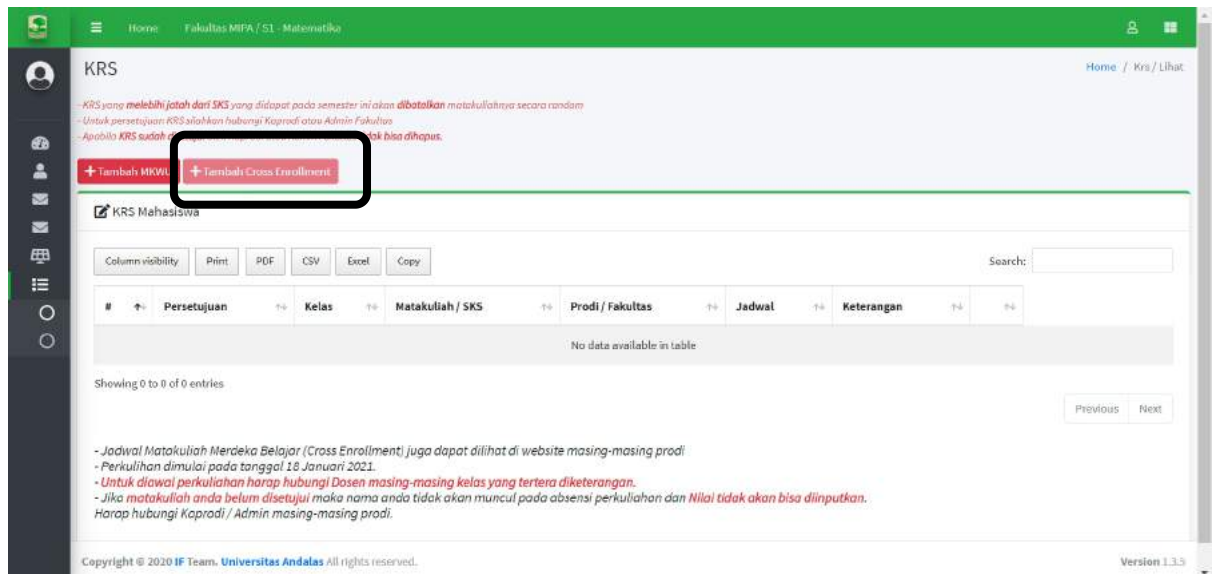 Home Fakultas MIPA / S1 - Matematika
KRS
Home / Krs / Lihat
- KRS yang melebihi jatah dari SKS yang didapat pada semester ini akan dibatalkan matakuliahnya secara random
- Untuk persetujuan KRS silahkan hubungi Kaprodi atau Admin Fakultas
- Apabila KRS sudah tidak bisa dihapus.
+ Tambah MKWU + Tambah Cross Enrollment
KRS Mahasiswa
Column visibility Print PDF CSV Excel Copy Search:
# Persetujuan Kelas Matakuliah / SKS Prodi / Fakultas Jadwal Keterangan
No data available in table
Showing 0 to 0 of 0 entries
Previous Next
- Jadwal Matakuliah Merdeka Belajar (Cross Enrollment) juga dapat dilihat di website masing-masing prodi
- Perkulihan dimulai pada tanggal 18 Januari 2021.
- Untuk diawal perkuliahan harap hubungi Dosen masing-masing kelas yang tertera diketerangan.
- Jika matakuliah anda belum disetujui maka nama anda tidak akan muncul pada absensi perkuliahan dan Nilai tidak akan bisa diinputkan.
Harap hubungi Kaprodi / Admin masing-masing prodi.
Copyright © 2020 IF Team. Universitas Andalas All rights reserved. Version 1.3.5